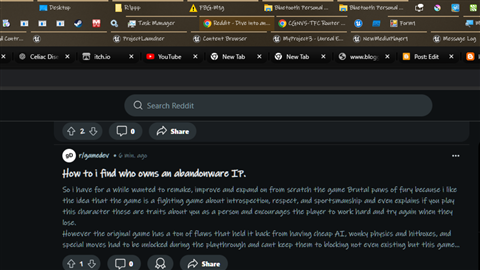 Desktop
Ripp
FBG-M56
Bluetooth Personal ...
Bluetooth Personal ...
Task Manager
Reddit - Dive into an...
CGNVS-TPC Router ...
Form1
ProjectLauncher
Content Browser
MyProject3 - Unreal E...
NewMediaPlayer1
Message Log
Celiac Dis
itch.io
YouTube
New Tab
New Tab
www.blog
Post: Edit
Search Reddit
2
0
Share
r/gamedev • 6 min. ago
How to i find who owns an abandonware IP.
So i have for a while wanted to remake, improve and expand on from scratch the game Brutal paws of fury because i like
the idea that the game is a fighting game about introspection, respect, and sportsmanship and even explains if you play
this character these are traits about you as a person and encourages the player to work hard and try again when they
lose.
However the original game has a ton of flaws that held it back from having cheap AI, wonky physics and hitboxes, and
special moves had to be unlocked during the playthrough and cant keep them to blocking not even existing but this game...
1
0
Share